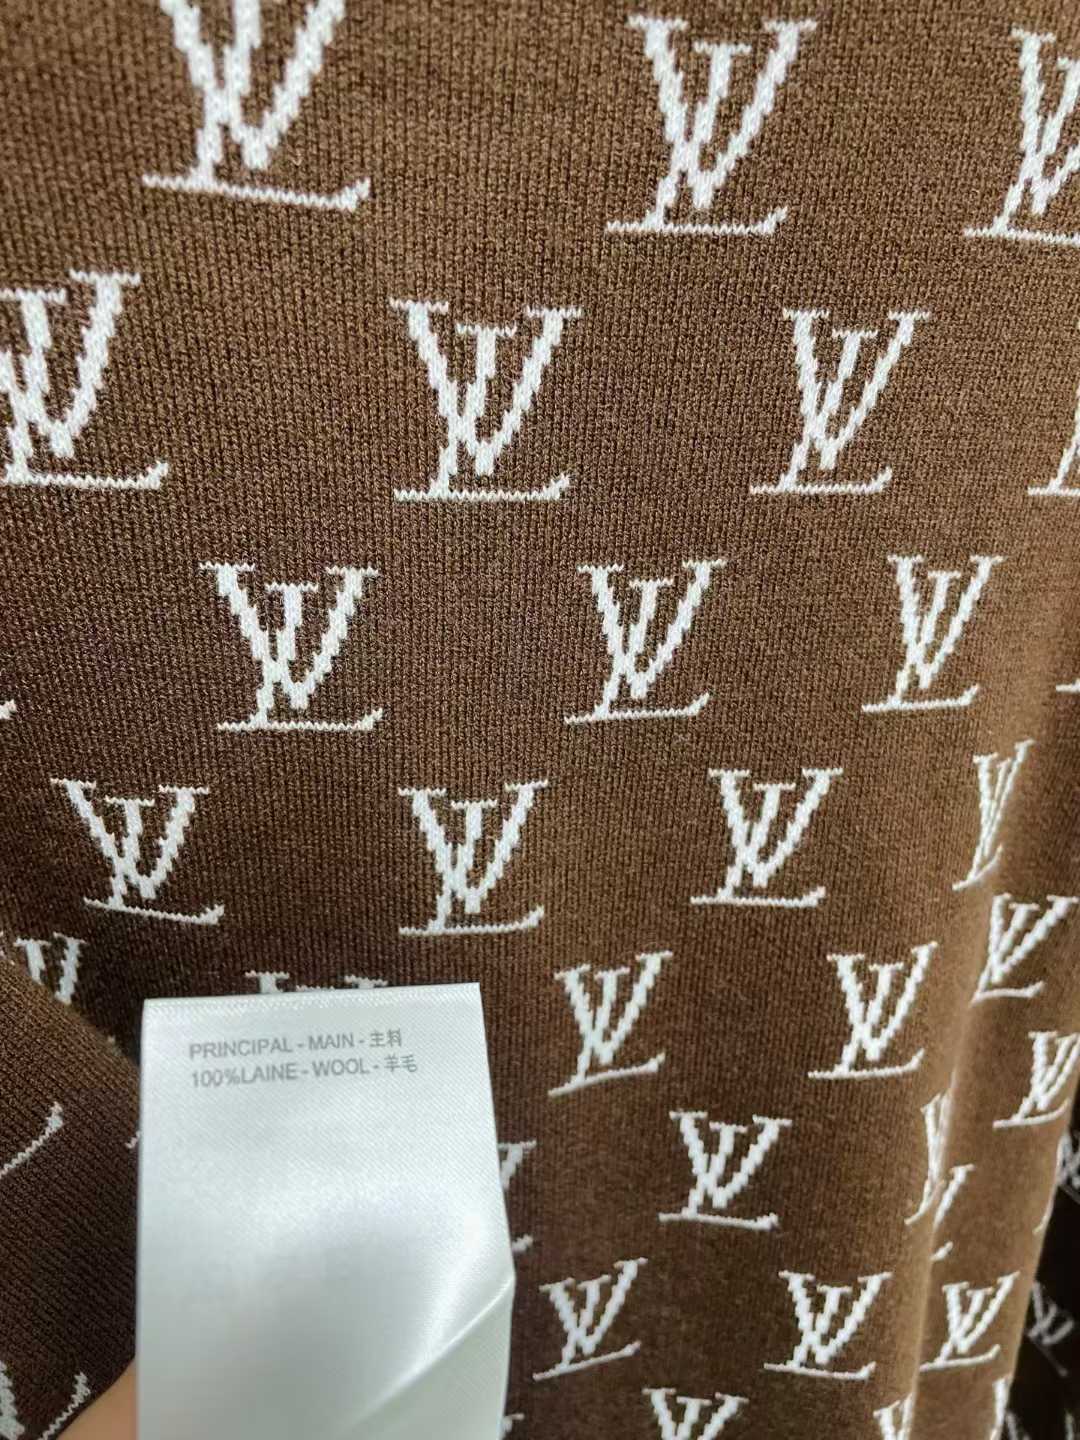 PRINCIPAL - MAIN - 主料
100%LAINE - WOOL - 羊毛